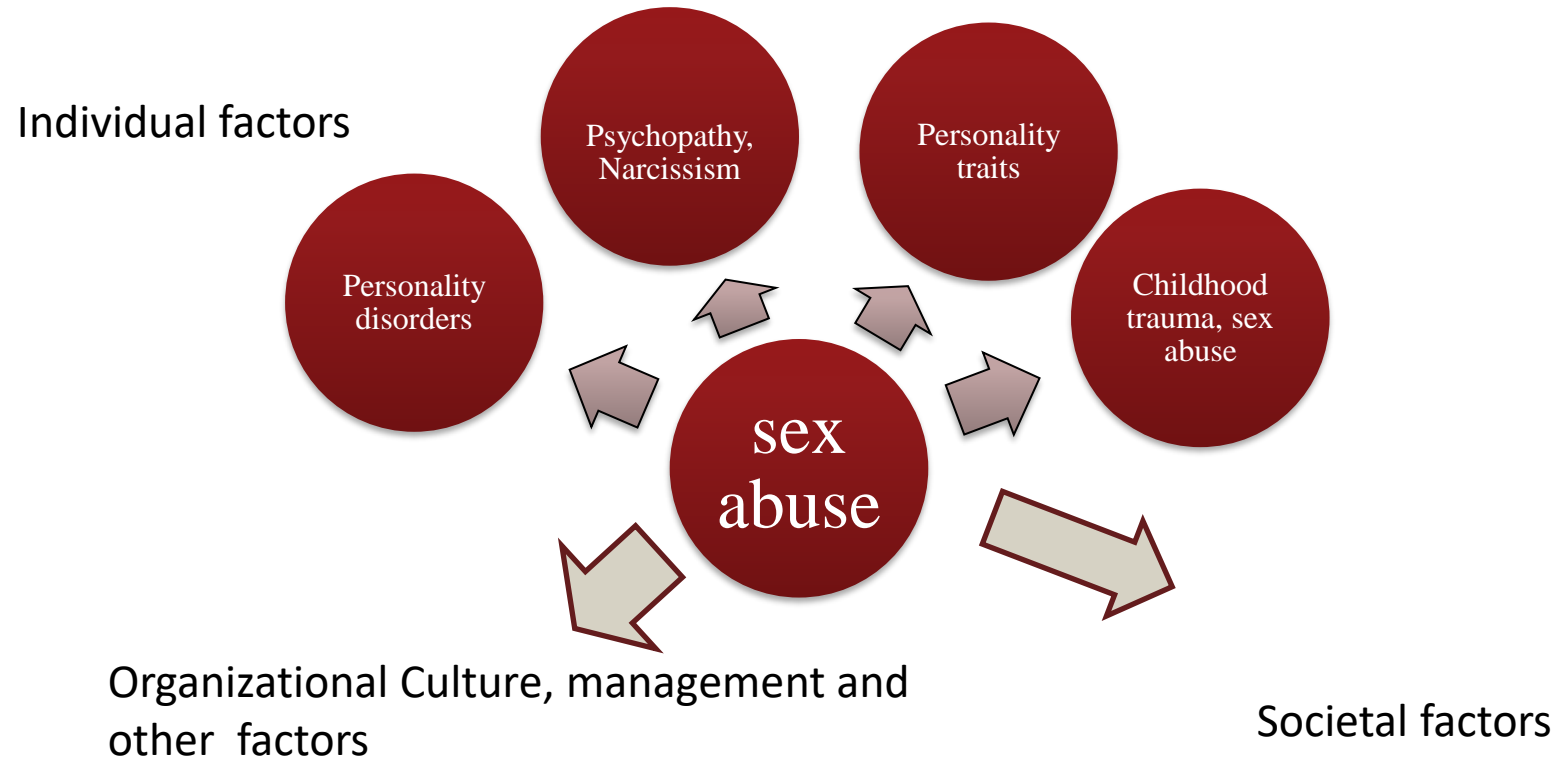 Individual factors
Psychopathy,
Narcissism
Personality
traits
Personality
disorders
Childhood
trauma, sex
abuse
sex
abuse
Organizational Culture, management and
other  factors
Societal factors